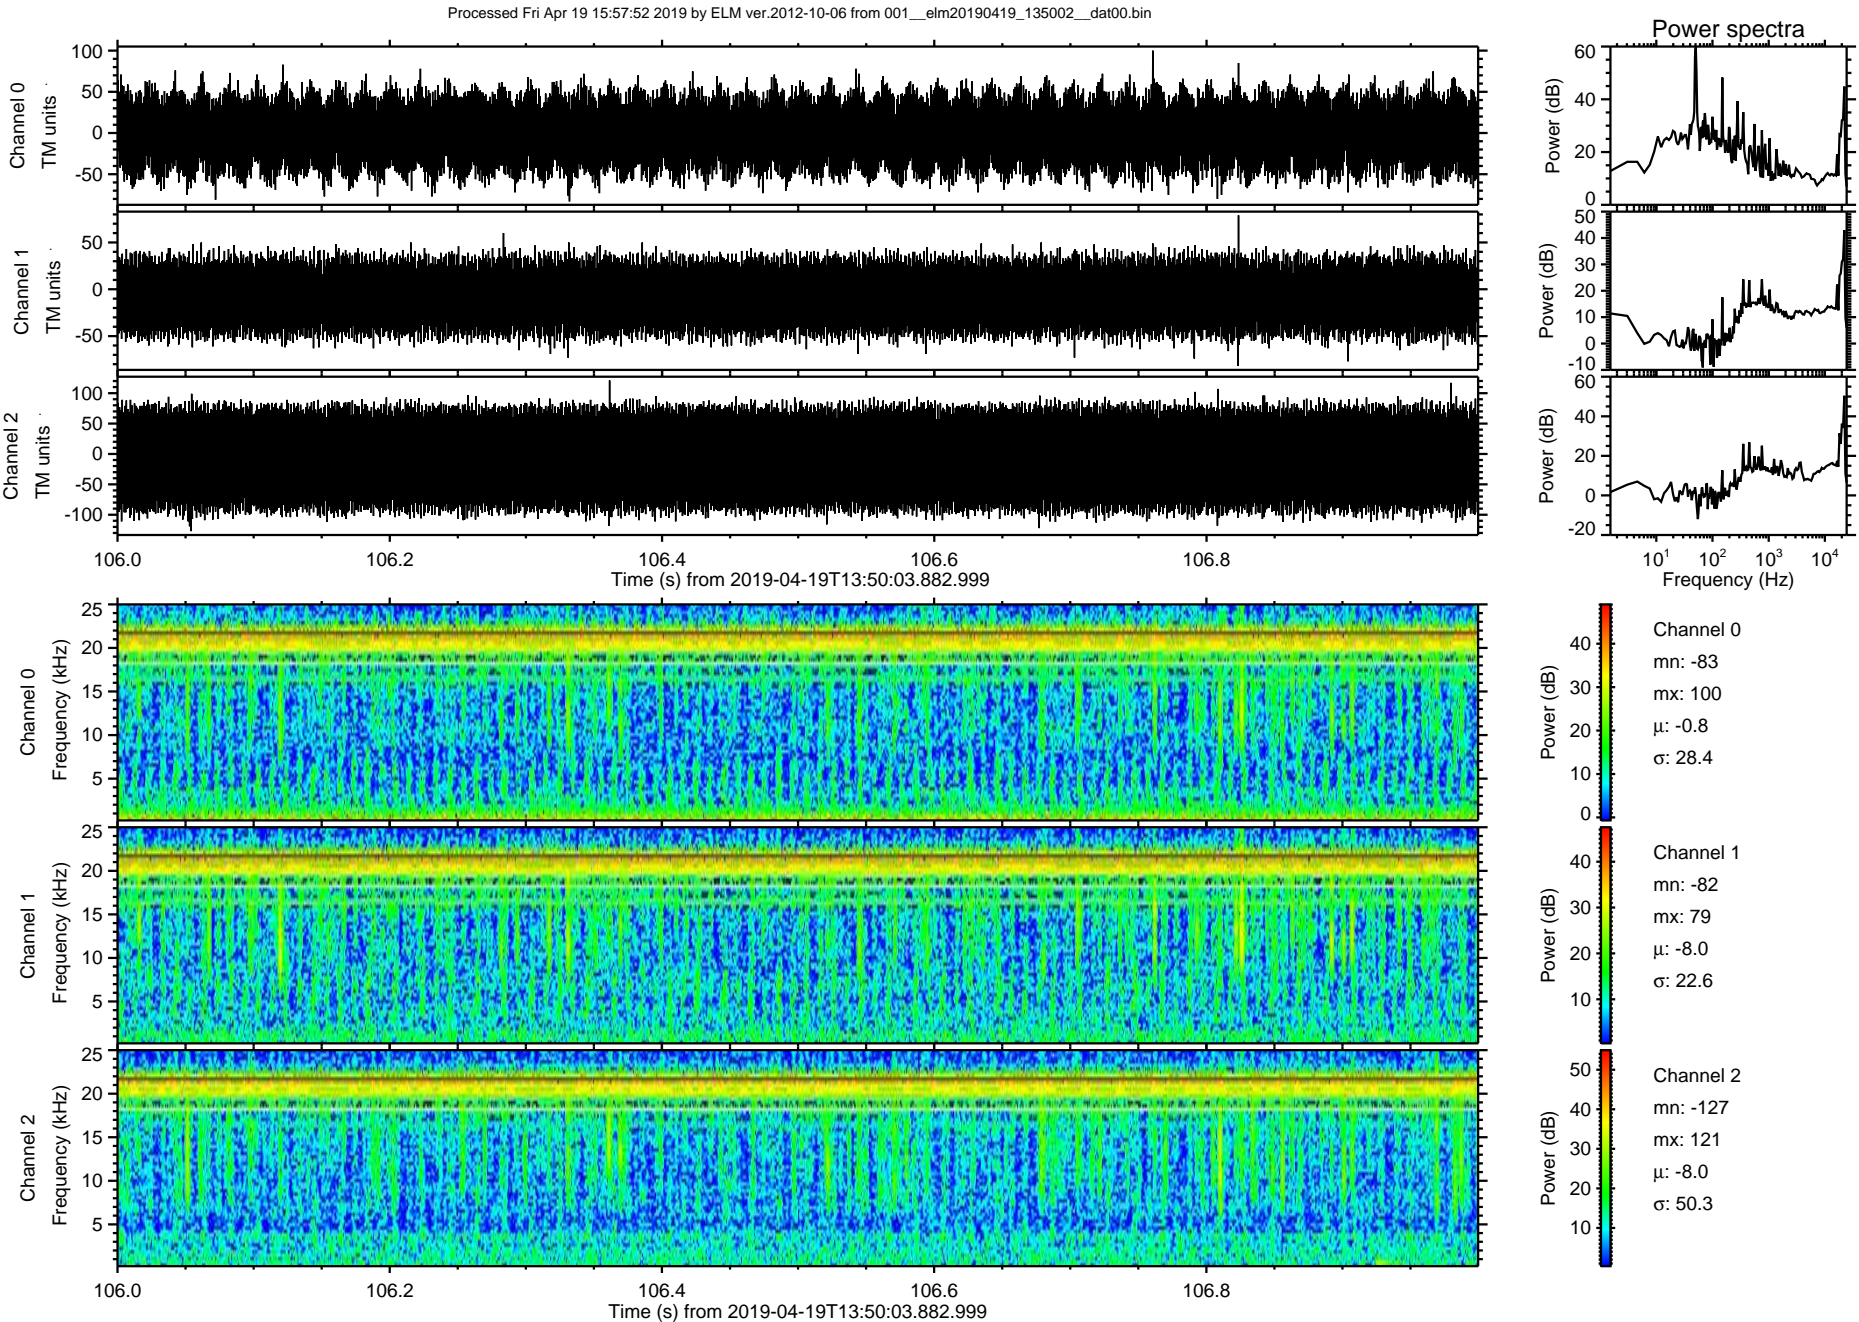 Processed Fri Apr 19 15:57:52 2019 by ELM ver.2012-10-06 from 001__elm20190419_135002__dat00.bin
Power spectra
Channel 0
TM units
100
50
0
-50
Power (dB)
60
40
20
0
Channel 1
TM units
50
0
-50
Power (dB)
50
40
30
20
10
0
-10
Channel 2
TM units
100
50
0
-50
-100
Power (dB)
60
40
20
0
-20
106.0 106.2 106.4 106.6 106.8
Time (s) from 2019-04-19T13:50:03.882.999
10^1 10^2 10^3 10^4
Frequency (Hz)
Channel 0
Frequency (kHz)
25
20
15
10
5
Power (dB)
40
30
20
10
0
Channel 0
mn: -83
mx: 100
µ: -0.8
σ: 28.4
Channel 1
Frequency (kHz)
25
20
15
10
5
Power (dB)
40
30
20
10
Channel 1
mn: -82
mx: 79
µ: -8.0
σ: 22.6
Channel 2
Frequency (kHz)
25
20
15
10
5
Power (dB)
50
40
30
20
10
Channel 2
mn: -127
mx: 121
µ: -8.0
σ: 50.3
106.0 106.2 106.4 106.6 106.8
Time (s) from 2019-04-19T13:50:03.882.999